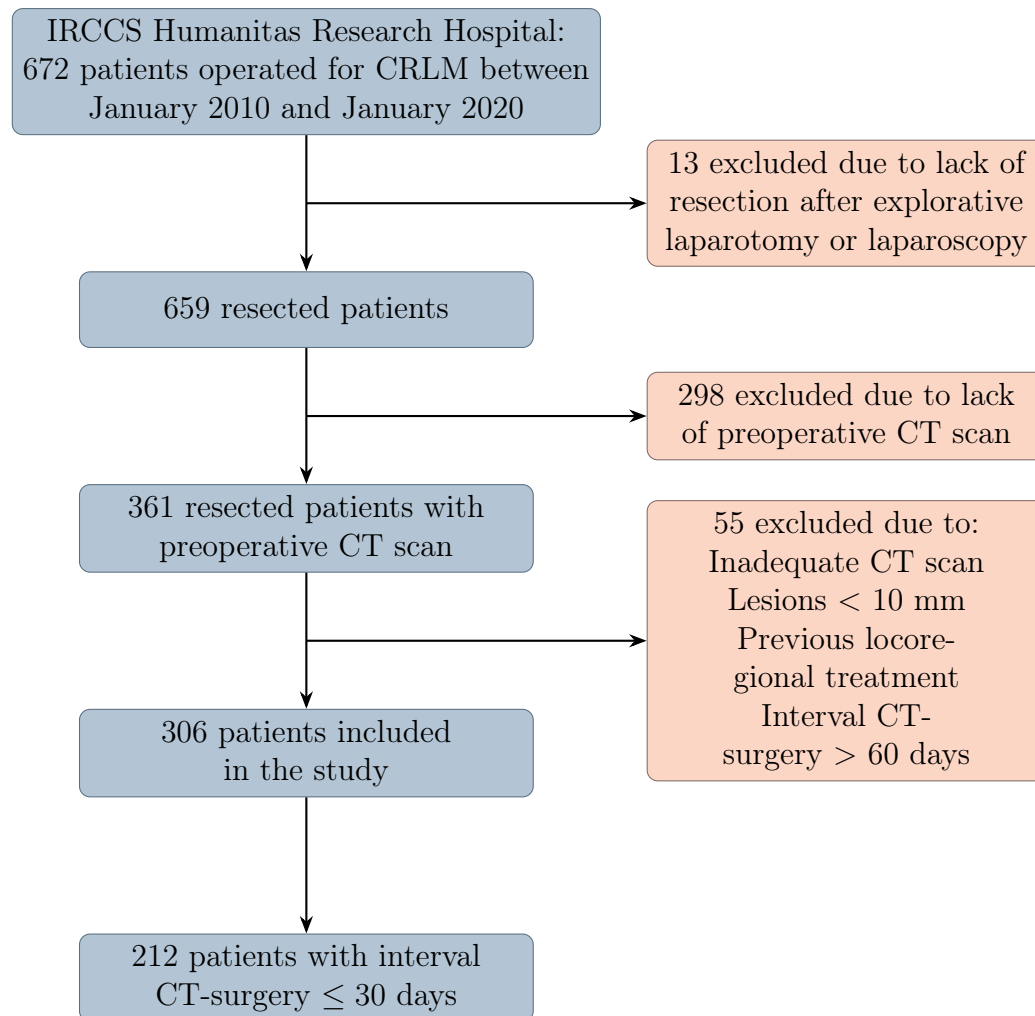 IRCCS Humanitas Research Hospital:
672 patients operated for CRLM between
January 2010 and January 2020
13 excluded due to lack of
resection after explorative
laparotomy or laparoscopy
659 resected patients
298 excluded due to lack
of preoperative CT scan
361 resected patients with
preoperative CT scan
55 excluded due to:
Inadequate CT scan
Lesions < 10 mm
Previous locore-
gional treatment
Interval CT-
surgery > 60 days
306 patients included
in the study
212 patients with interval
CT-surgery ≤ 30 days